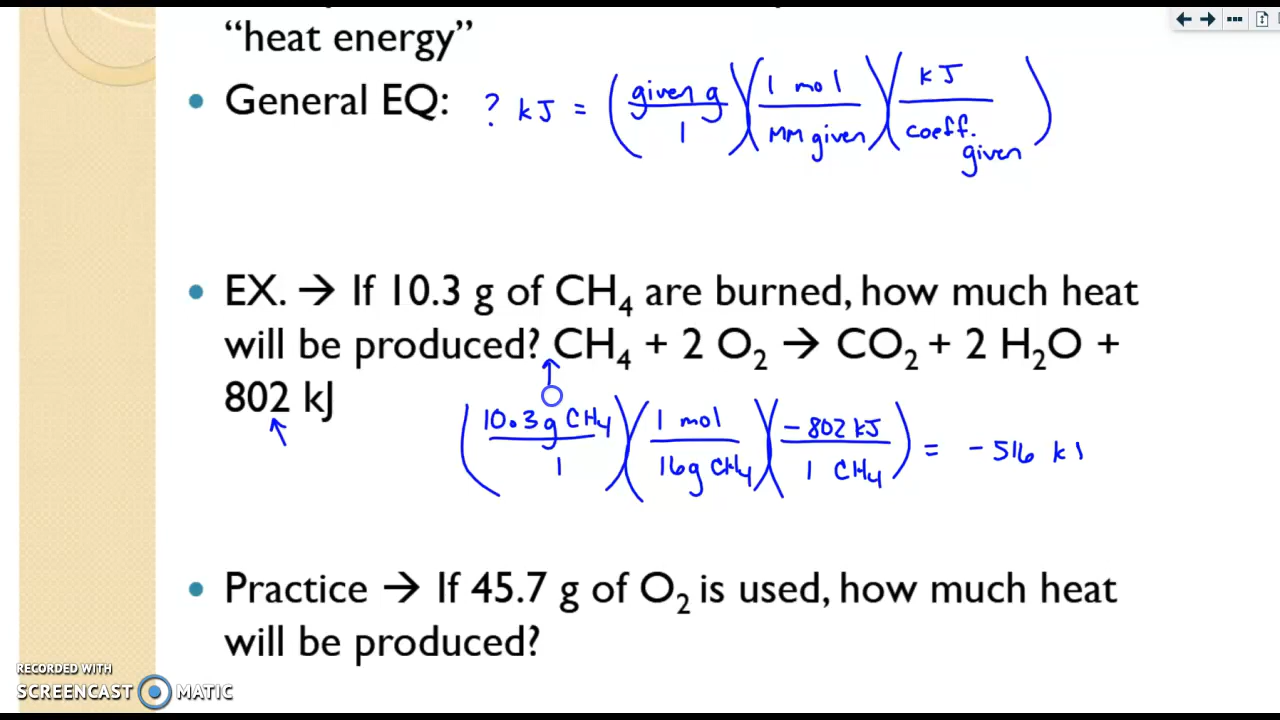 “heat energy”
• General EQ: ? kJ = (given g / 1)(1 mol / MM given)(kJ / coeff. given)
• EX. → If 10.3 g of CH₄ are burned, how much heat
will be produced? CH₄ + 2 O₂ → CO₂ + 2 H₂O +
802 kJ
(10.3 g CH₄ / 1)(1 mol / 16g CH₄)(-802 kJ / 1 CH₄) = -516 k
• Practice → If 45.7 g of O₂ is used, how much heat
will be produced?
RECORDED WITH
SCREENCAST MATIC